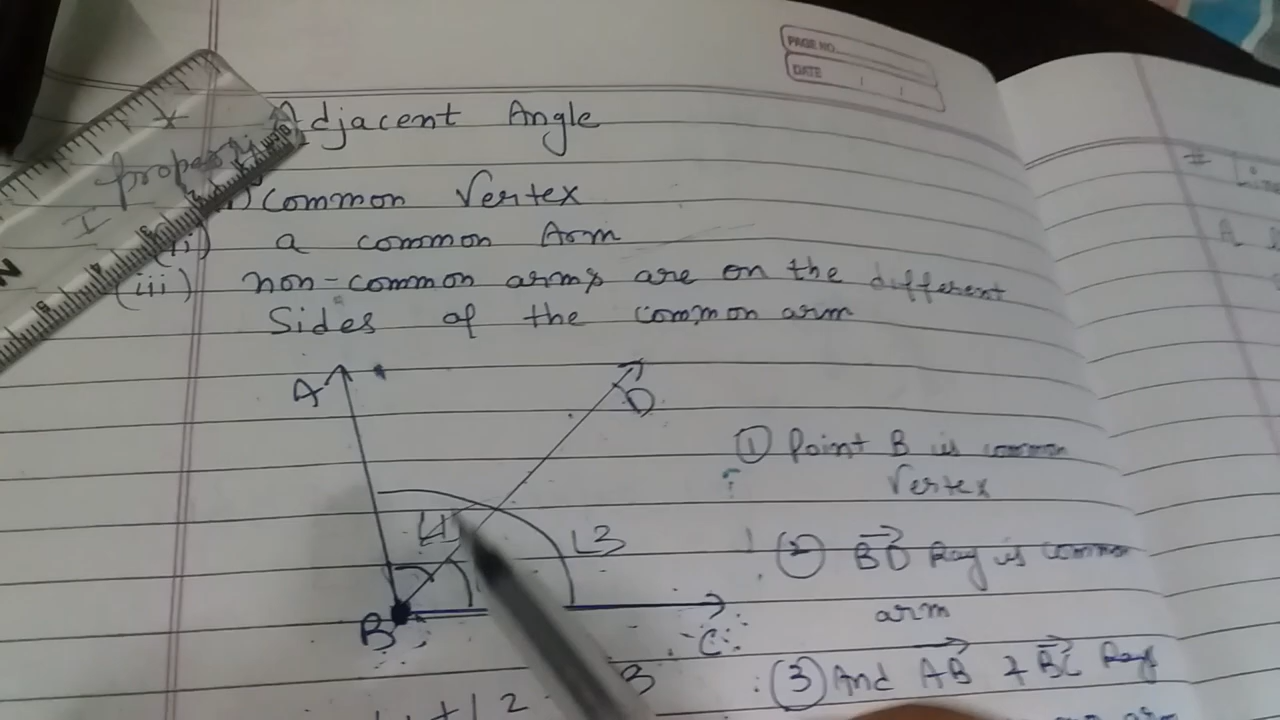 PAGE NO.
DATE
Adjacent Angle
Property
(i) common Vertex
(ii) a common Arm
(iii) non-common arms are on the different
Sides of the common arm
A
D
① Point B is common
Vertex
∠1
∠3
② BD Ray is common
arm
B
C
③ And AB & BC Ray